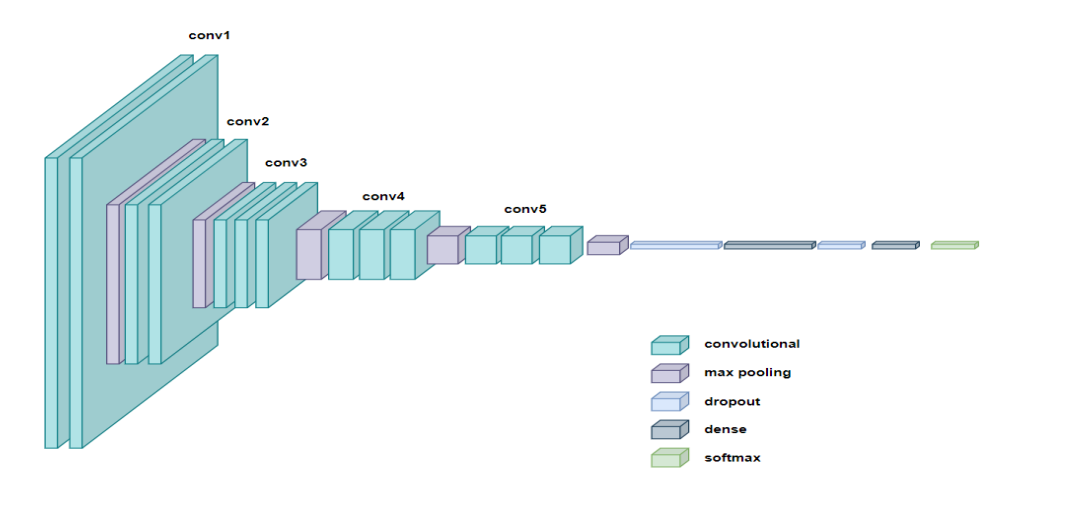 conv1
conv2
conv3
conv4
conv5
convolutional
max pooling
dropout
dense
softmax